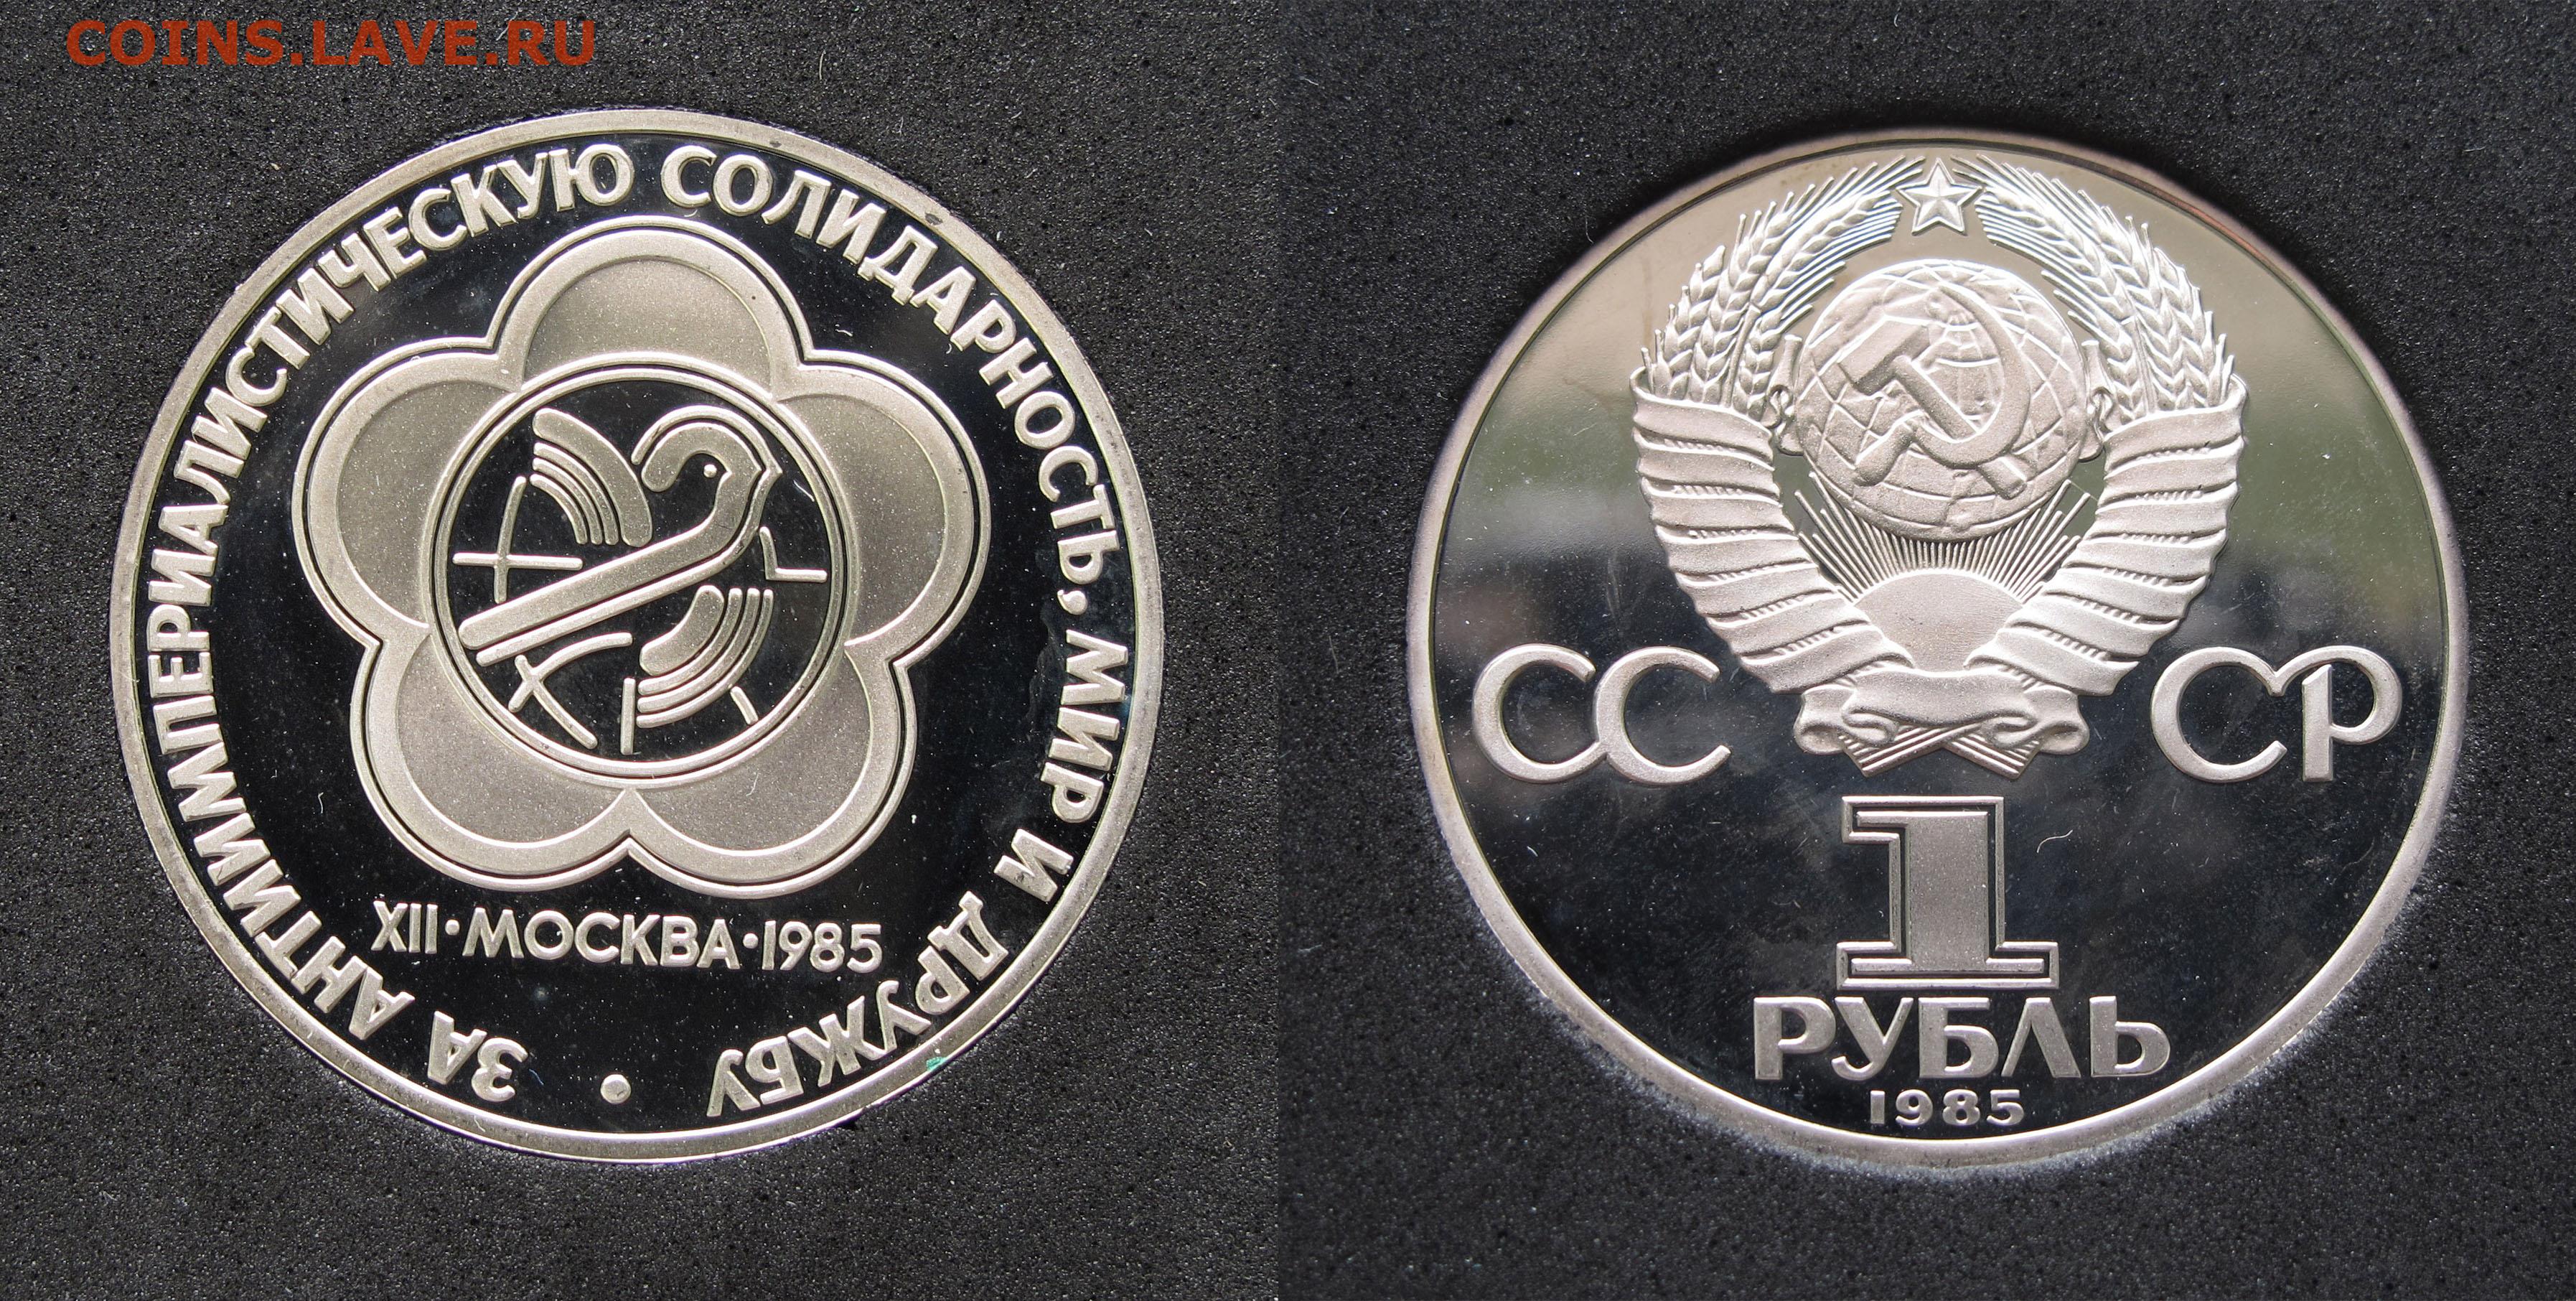 COINS.LAVE.RU
ЗА АНТИИМПЕРИАЛИСТИЧЕСКУЮ СОЛИДАРНОСТЬ, МИР И ДРУЖБУ •
XII•МОСКВА•1985
СС СР
1
РУБЛЬ
1985